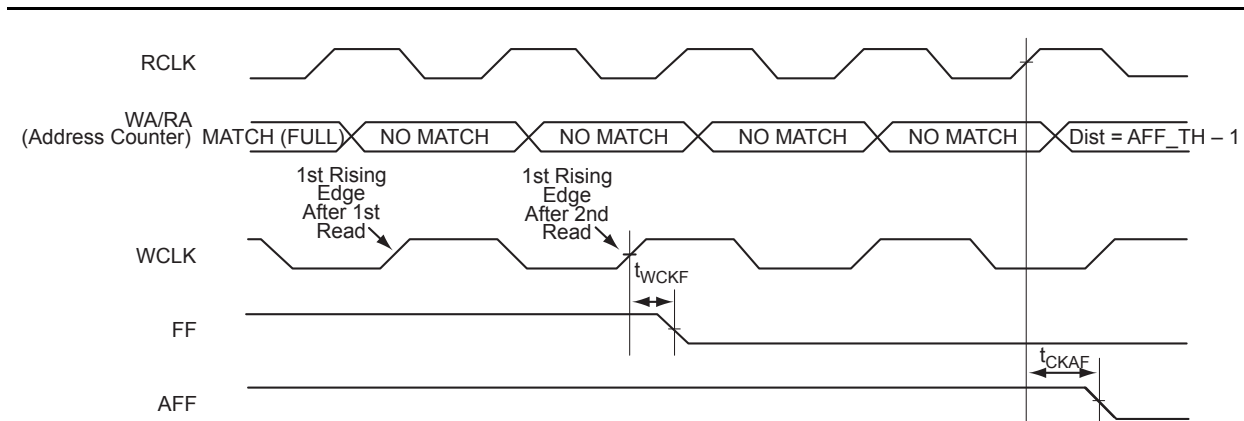 RCLK
WA/RA
(Address Counter) MATCH (FULL) NO MATCH NO MATCH NO MATCH NO MATCH Dist = AFF_TH – 1
1st Rising
Edge
After 1st
Read
1st Rising
Edge
After 2nd
Read
WCLK
tWCKF
FF
tCKAF
AFF